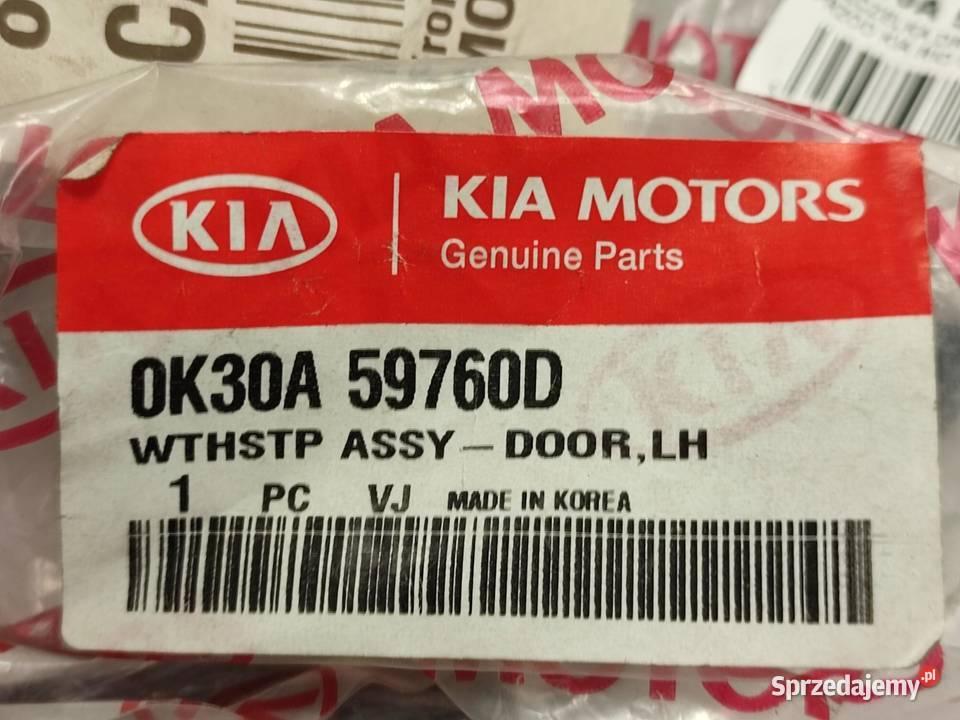 KIA
KIA MOTORS
Genuine Parts
0K30A 59760D
WTHSTP ASSY-DOOR,LH
1 PC VJ MADE IN KOREA
Sprzedajemy.pl